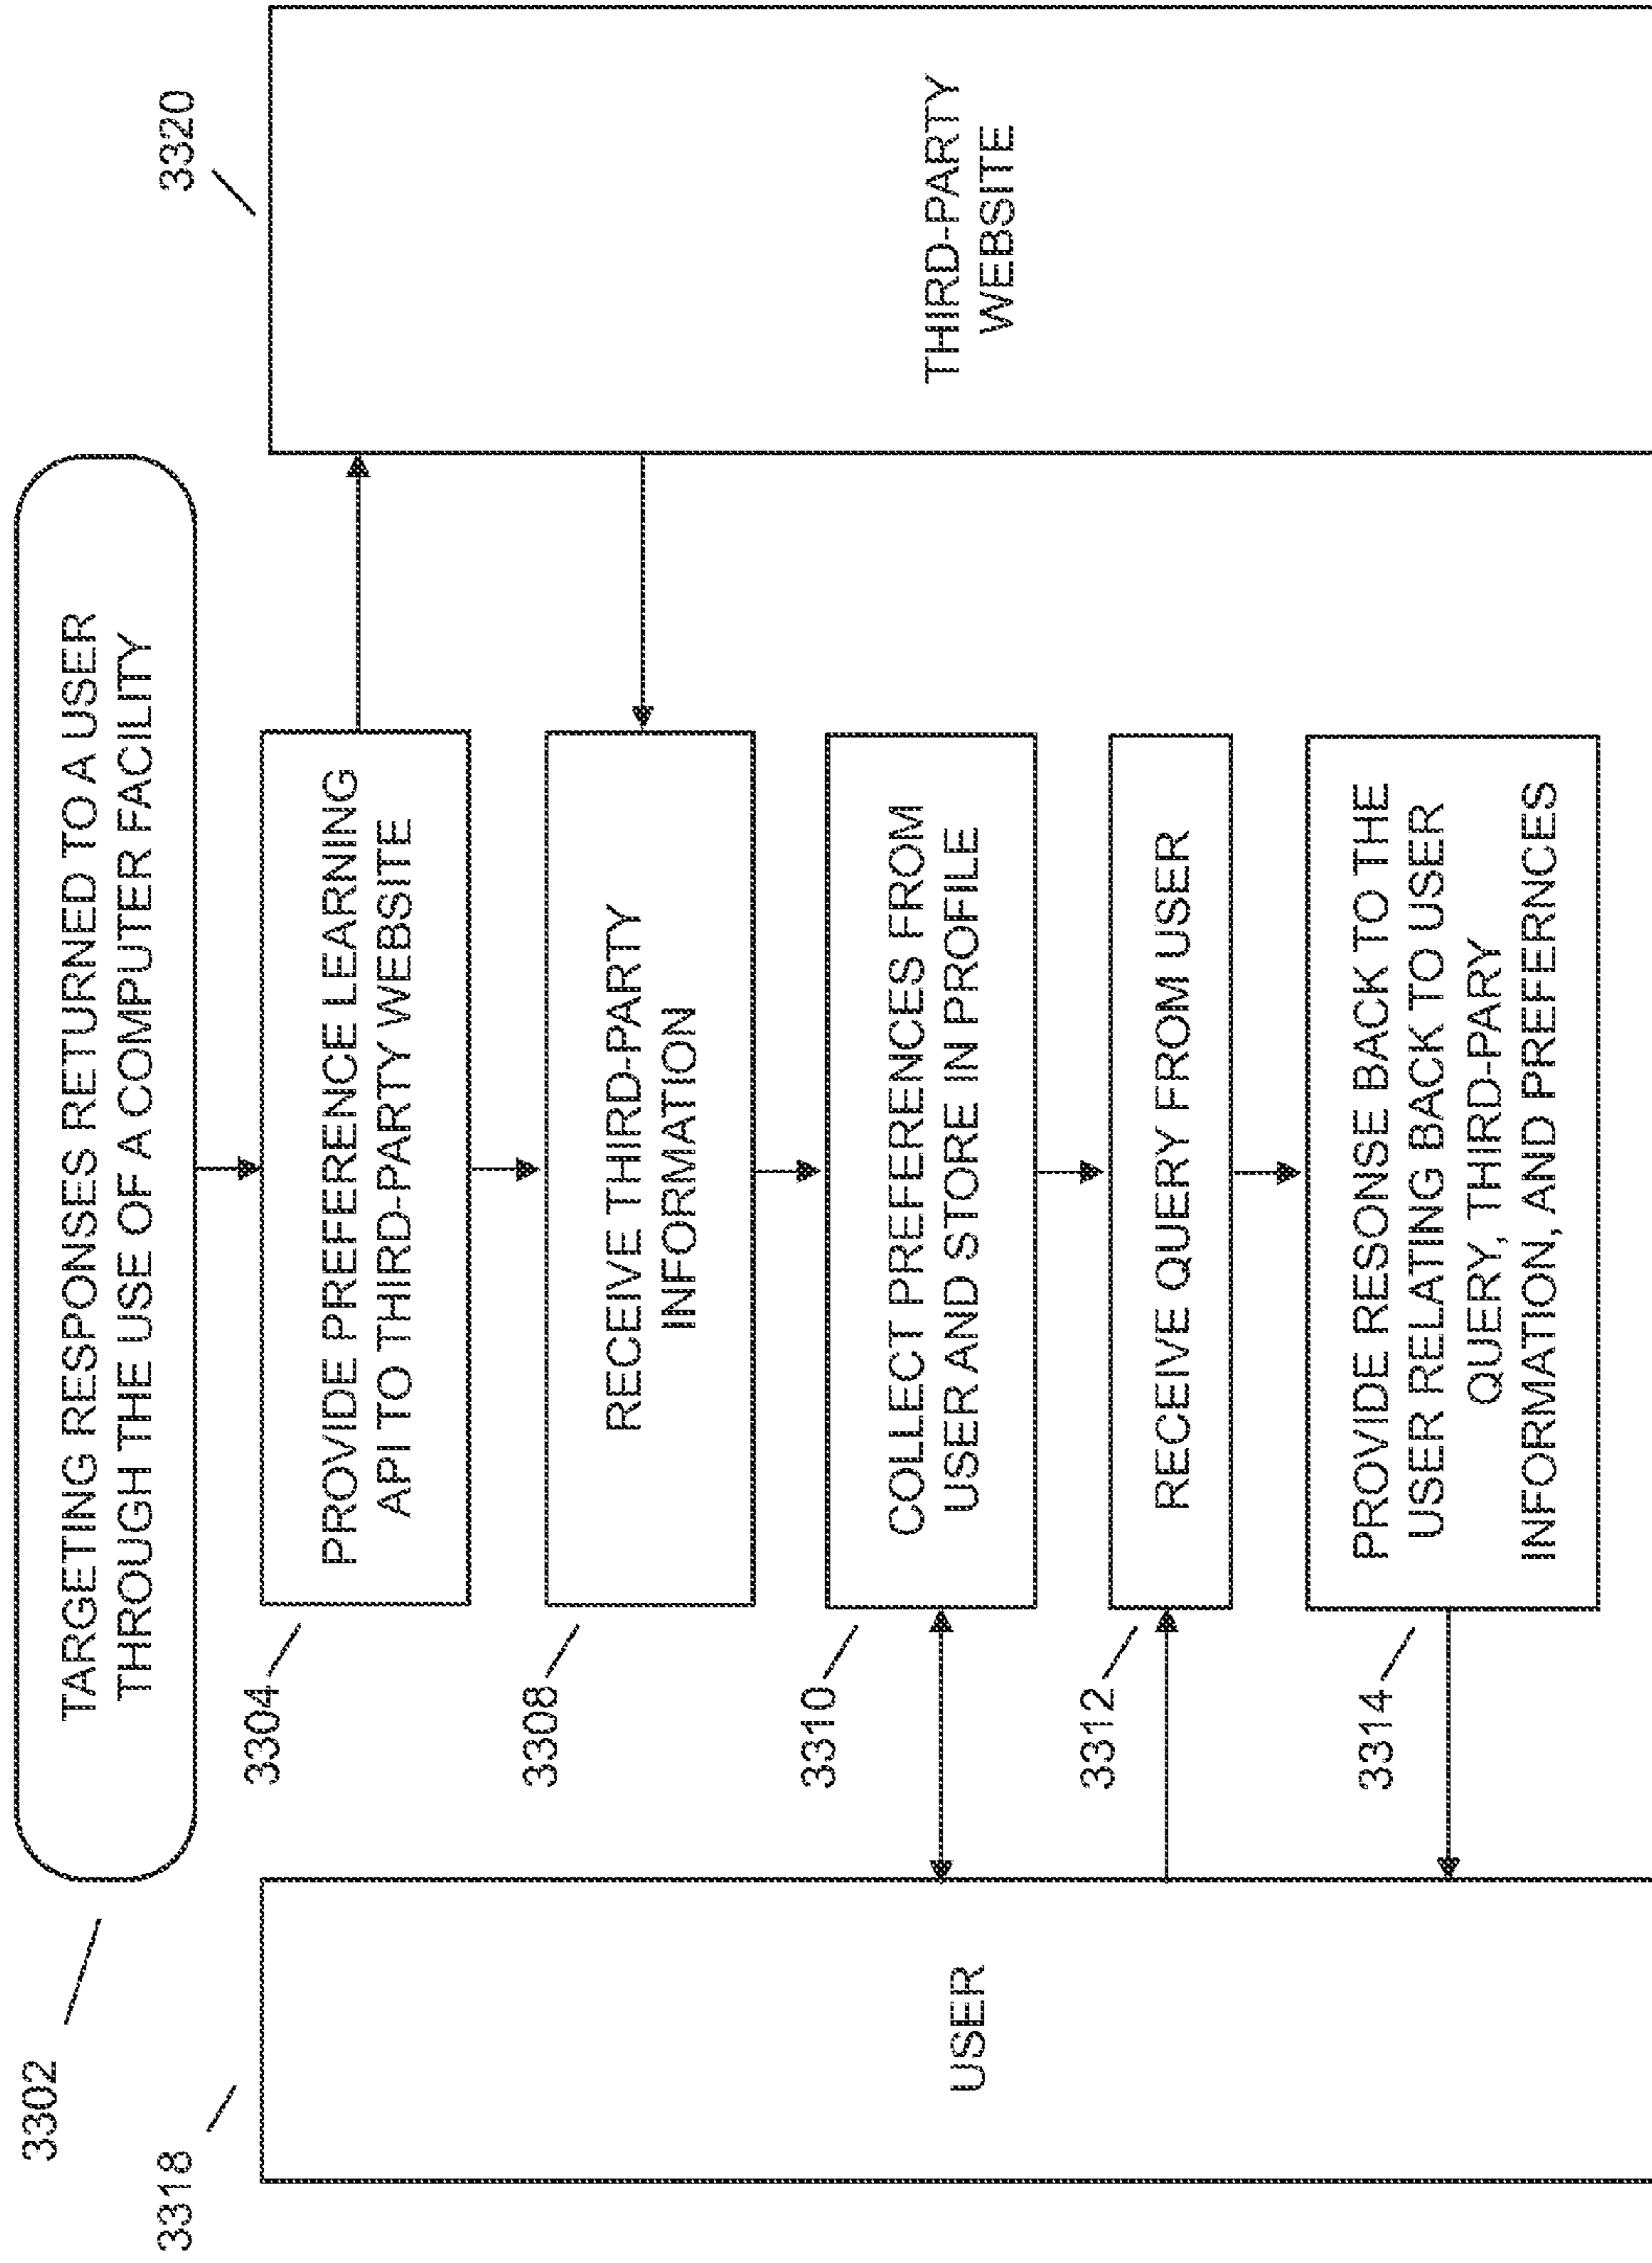 3302
TARGETING RESPONSES RETURNED TO A USER
THROUGH THE USE OF A COMPUTER FACILITY
3318
USER
3304
PROVIDE PREFERENCE LEARNING
API TO THIRD-PARTY WEBSITE
3308
RECEIVE THIRD-PARTY
INFORMATION
3310
COLLECT PREFERENCES FROM
USER AND STORE IN PROFILE
3312
RECEIVE QUERY FROM USER
3314
PROVIDE RESONSE BACK TO THE
USER RELATING BACK TO USER
QUERY, THIRD-PARY
INFORMATION, AND PREFERNCES
3320
THIRD-PARTY
WEBSITE